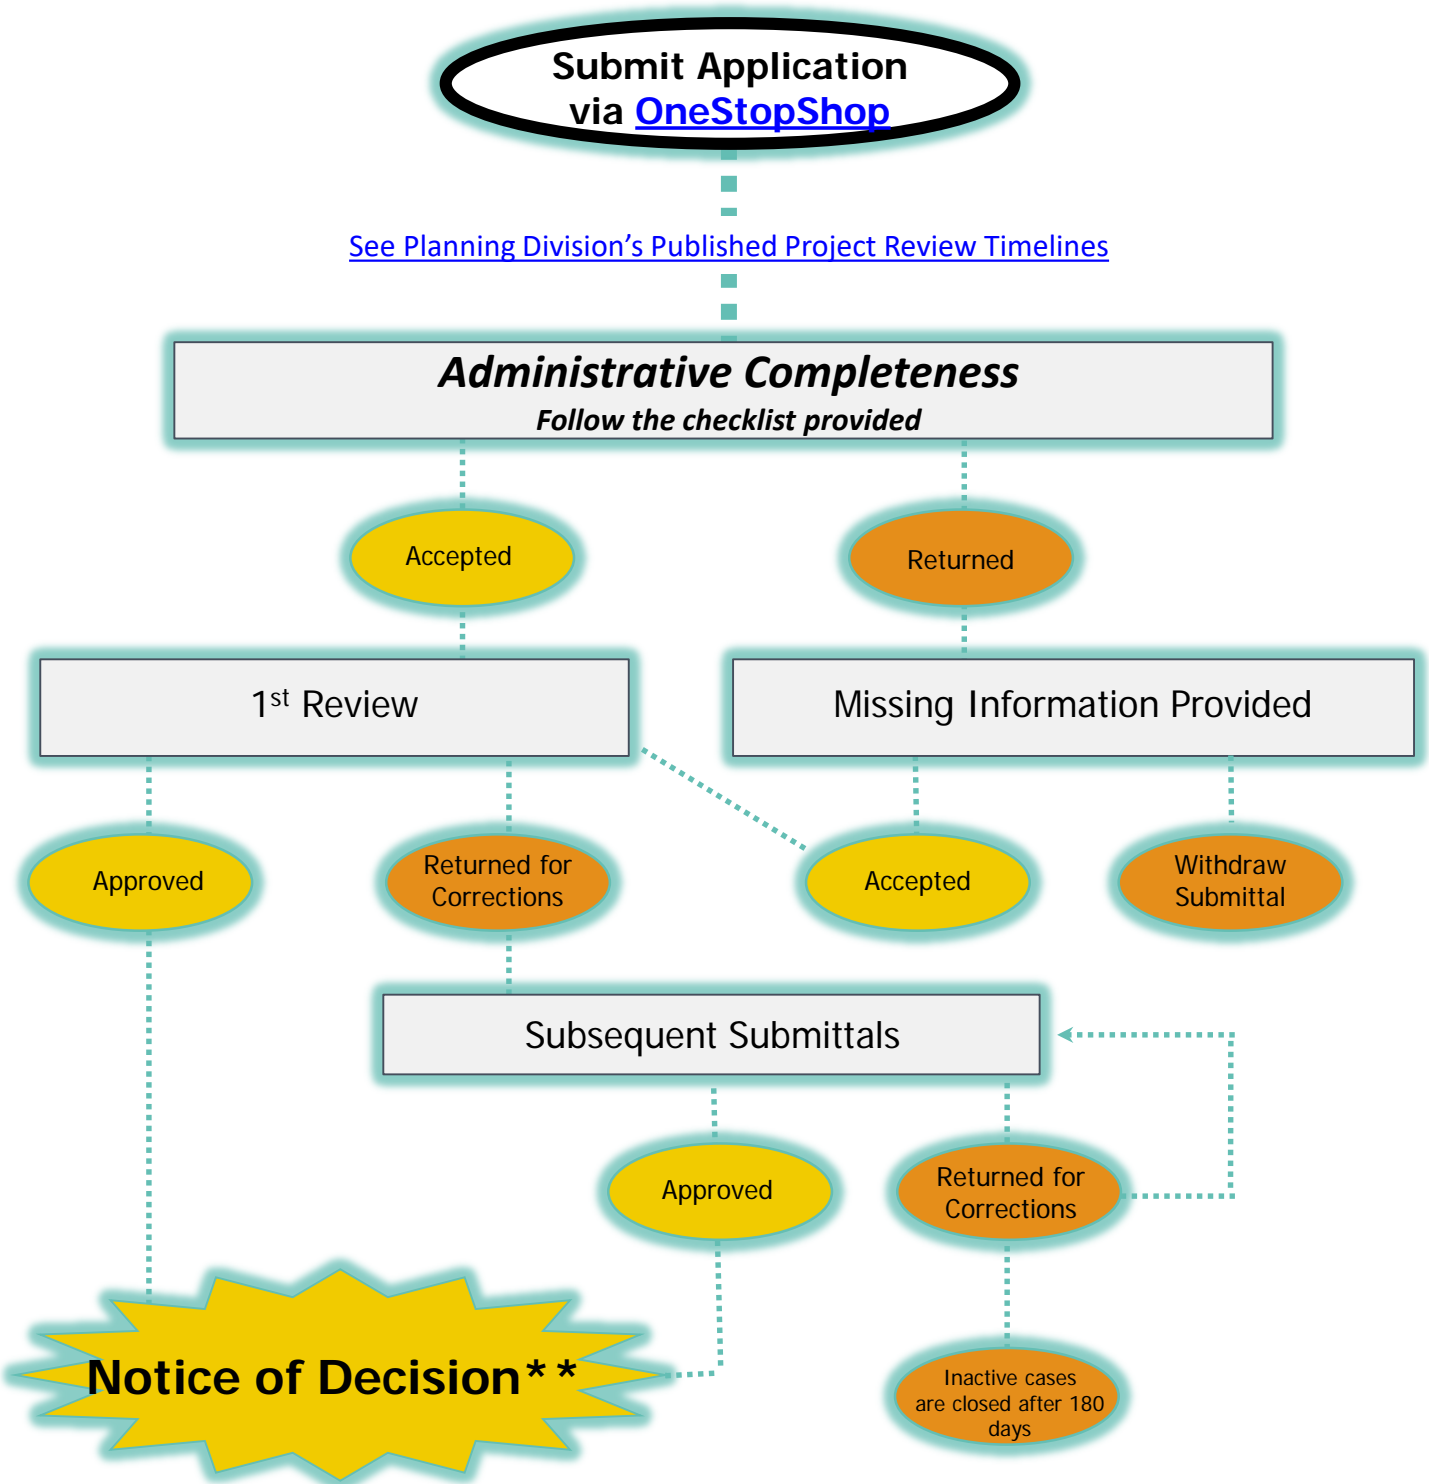 Submit Application
via OneStopShop
See Planning Division’s Published Project Review Timelines
Administrative Completeness
Follow the checklist provided
Accepted
Returned
1st Review
Missing Information Provided
Approved
Returned for
Corrections
Accepted
Withdraw
Submittal
Subsequent Submittals
Approved
Returned for
Corrections
Notice of Decision**
Inactive cases
are closed after 180
days